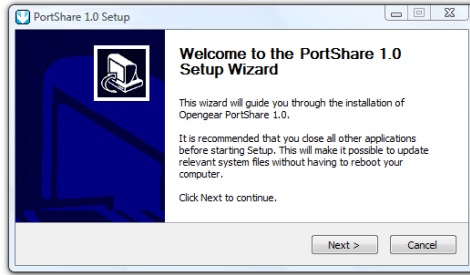 PortShare 1.0 Setup
Welcome to the PortShare 1.0
Setup Wizard
This wizard will guide you through the installation of
Opengear PortShare 1.0.
It is recommended that you close all other applications
before starting Setup. This will make it possible to update
relevant system files without having to reboot your
computer.
Click Next to continue.
Next >
Cancel